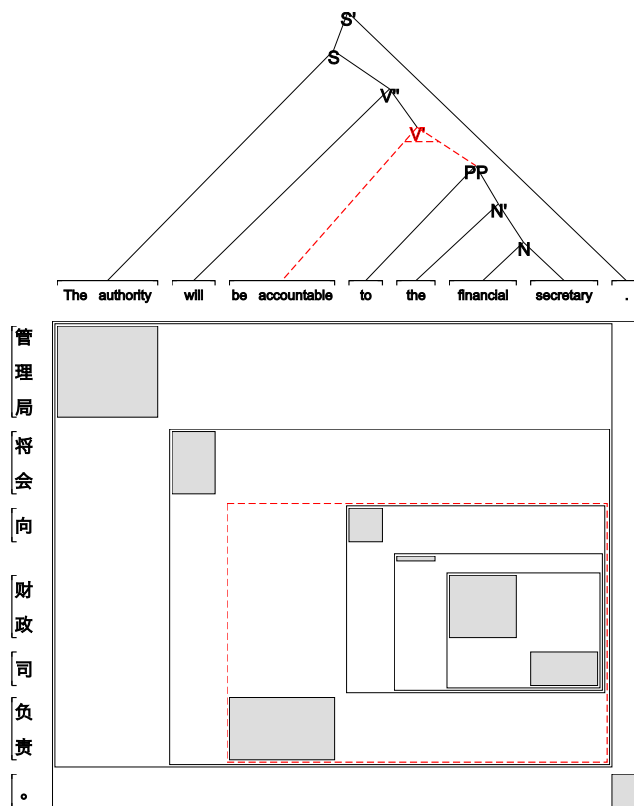 S'
S
V"
V'
PP
N'
N
The authority will be accountable to the financial secretary .
管
理
局
将
会
向
财
政
司
负
责
。